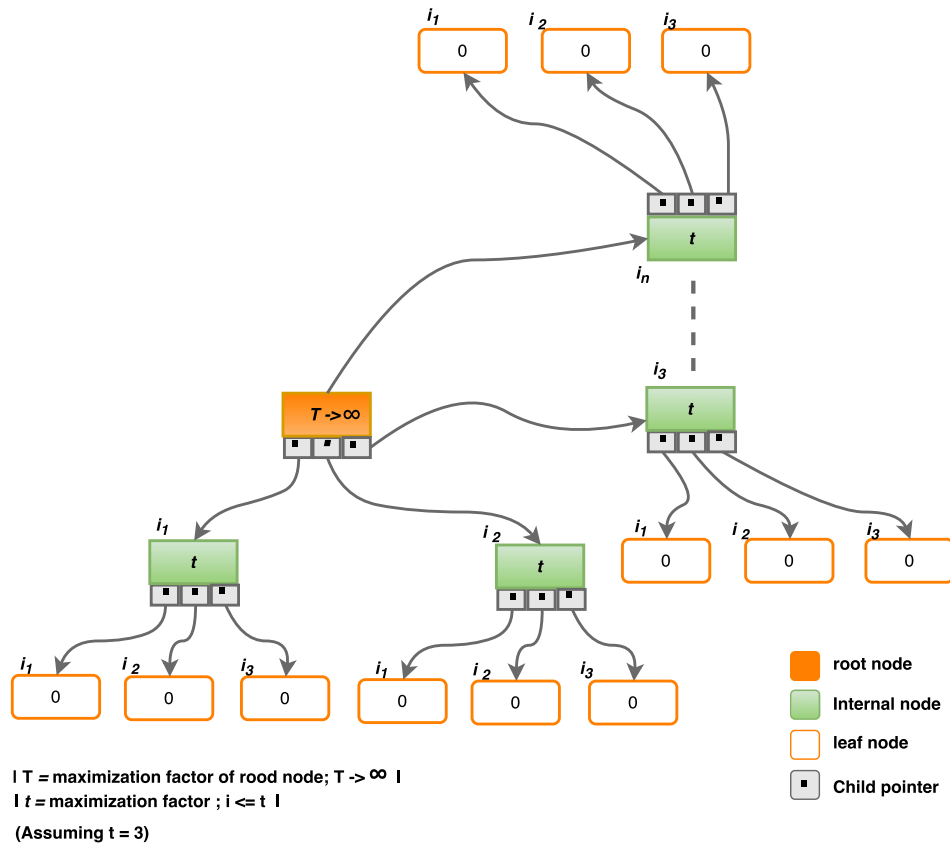 i1 i 2 i3
0 0 0
t
in
i3
t
T ->∞
i1
t
i 2
t
i1 i 2 i3
0 0 0
i1 i 2 i3
0 0 0
i1 i 2 i3
0 0 0
root node
Internal node
leaf node
Child pointer
| T = maximization factor of rood node; T -> ∞ |
| t = maximization factor ; i <= t |
(Assuming t = 3)